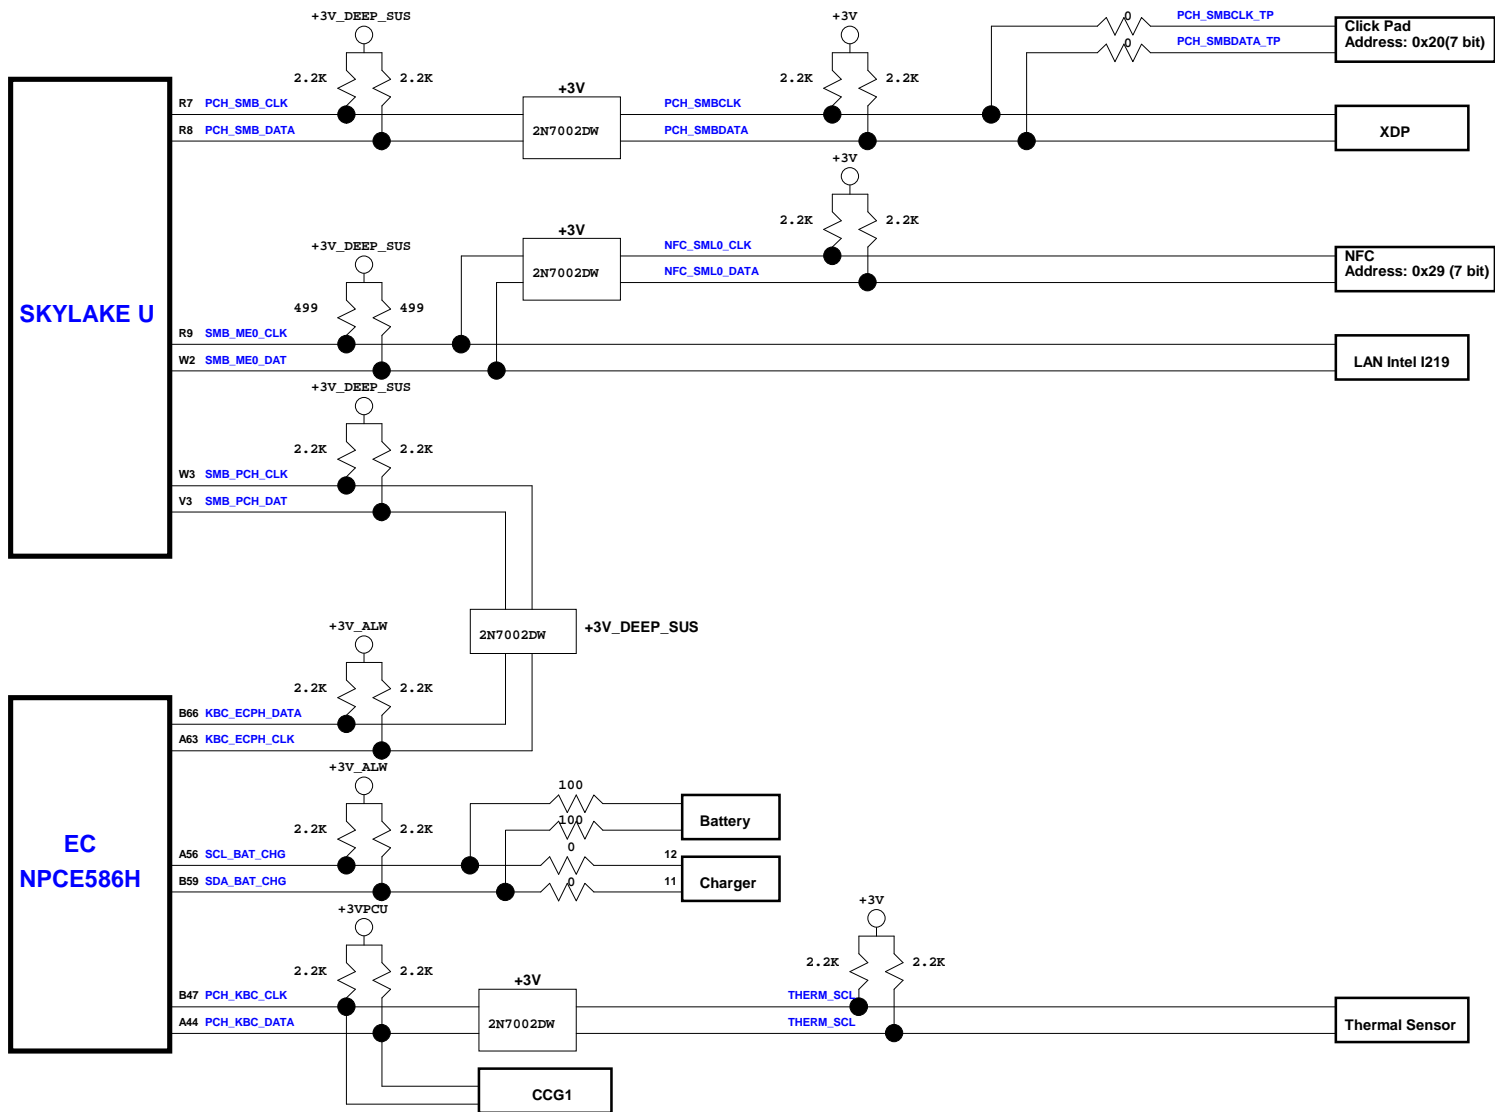 +3V_DEEP_SUS
2.2K 2.2K
+3V
2.2K 2.2K
0 PCH_SMBCLK_TP
0 PCH_SMBDATA_TP
Click Pad
Address: 0x20(7 bit)
R7 PCH_SMB_CLK
R8 PCH_SMB_DATA
+3V
2N7002DW
PCH_SMBCLK
PCH_SMBDATA
XDP
+3V
2.2K 2.2K
+3V_DEEP_SUS
499 499
+3V
2N7002DW
NFC_SML0_CLK
NFC_SML0_DATA
NFC
Address: 0x29 (7 bit)
SKYLAKE U
R9 SMB_ME0_CLK
W2 SMB_ME0_DAT
LAN Intel I219
+3V_DEEP_SUS
2.2K 2.2K
W3 SMB_PCH_CLK
V3 SMB_PCH_DAT
2N7002DW
+3V_DEEP_SUS
+3V_ALW
2.2K 2.2K
B66 KBC_ECPH_DATA
A63 KBC_ECPH_CLK
+3V_ALW
2.2K 2.2K
100
100
Battery
EC
NPCE586H
A56 SCL_BAT_CHG
B59 SDA_BAT_CHG
0 12
0 11
Charger
+3VPCU
2.2K 2.2K
+3V
2.2K 2.2K
B47 PCH_KBC_CLK
A44 PCH_KBC_DATA
+3V
2N7002DW
THERM_SCL
THERM_SCL
Thermal Sensor
CCG1